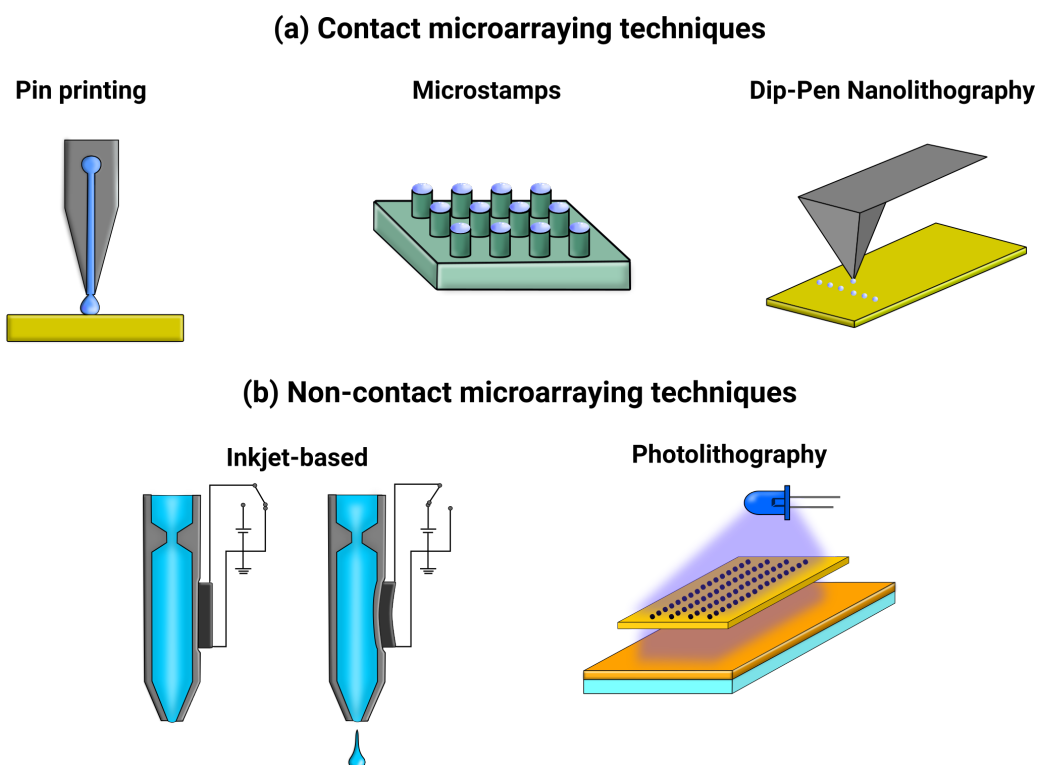 (a) Contact microarraying techniques
Pin printing
Microstamps
Dip-Pen Nanolithography
(b) Non-contact microarraying techniques
Inkjet-based
Photolithography